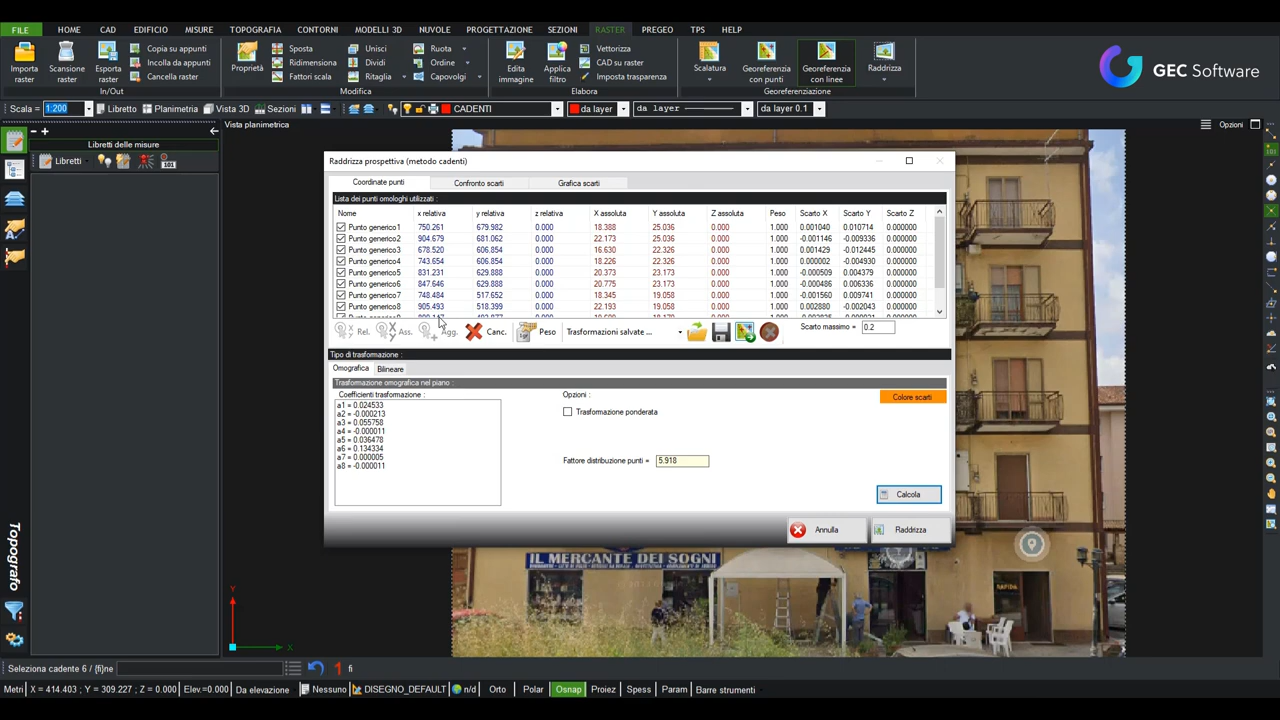 FILE HOME CAD EDIFICIO MISURE TOPOGRAFIA CONTORNI MODELLI 3D NUVOLE PROGETTAZIONE SEZIONI RASTER PREGEO TPS HELP
Importa raster
Scansione raster
Esporta raster
Copia su appunti
Incolla da appunti
Cancella raster
Proprietà
Sposta
Ridimensiona
Fattori scala
Unisci
Dividi
Ritaglia
Ruota
Ordine
Capovolgi
Edita immagine
Applica filtro
Vettorizza
CAD su raster
Imposta trasparenza
Scalatura
Georeferenzia con punti
Georeferenzia con linee
Raddrizza
In/Out Modifica Elabora Georeferenziazione
GEC Software
Scala = 1:200 Libretto Planimetria Vista 3D Sezioni CADENTI da layer da layer da layer 0.1
Vista planimetrica Opzioni
Libretti delle misure
Libretti
Raddrizza prospettiva (metodo cadenti)
Coordinate punti Confronto scarti Grafica scarti
Lista dei punti omologhi utilizzati :
Nome x relativa y relativa z relativa X assoluta Y assoluta Z assoluta Peso Scarto X Scarto Y Scarto Z
Punto generico1 750.261 679.982 0.000 18.388 25.036 0.000 1.000 0.001040 0.010714 0.000000
Punto generico2 904.679 681.062 0.000 22.173 25.036 0.000 1.000 -0.001146 -0.009336 0.000000
Punto generico3 678.520 606.854 0.000 16.630 22.326 0.000 1.000 0.001429 -0.012445 0.000000
Punto generico4 743.654 606.854 0.000 18.226 22.326 0.000 1.000 0.000002 -0.004930 0.000000
Punto generico5 831.231 629.888 0.000 20.373 23.173 0.000 1.000 -0.000509 0.004379 0.000000
Punto generico6 847.646 629.888 0.000 20.775 23.173 0.000 1.000 -0.000486 0.006336 0.000000
Punto generico7 748.484 517.652 0.000 18.345 19.058 0.000 1.000 -0.001560 0.009741 0.000000
Punto generico8 905.493 518.399 0.000 22.193 19.058 0.000 1.000 0.002880 -0.002043 0.000000
Rel. Ass. Agg. Canc. Peso Trasformazioni salvate ... Scarto massimo = 0.2
Tipo di trasformazione :
Omografica Bilineare
Trasformazione omografica nel piano :
Coefficienti trasformazione : Opzioni : Colore scarti
a1 = 0.024533
a2 = -0.000213
a3 = 0.055758
a4 = -0.000011
a5 = 0.036478
a6 = 0.134334
a7 = 0.000005
a8 = -0.000011
Trasformazione ponderata
Fattore distribuzione punti = 5.918
Calcola
Annulla Raddrizza
IL MERCANTE DEI SOGNI
Topografo
Y
X
Seleziona cadente 6 / (fi)ne fi
Metri X = 414.403 ; Y = 309.227 ; Z = 0.000 Elev.=0.000 Da elevazione Nessuno DISEGNO_DEFAULT n/d Orto Polar Osnap Proiez Spess Param Barre strumenti